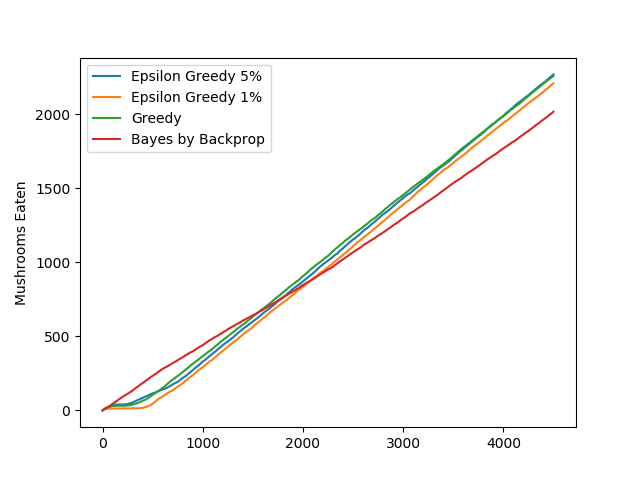 Epsilon Greedy 5%
Epsilon Greedy 1%
Greedy
Bayes by Backprop
Mushrooms Eaten
2000
1500
1000
500
0
0 1000 2000 3000 4000